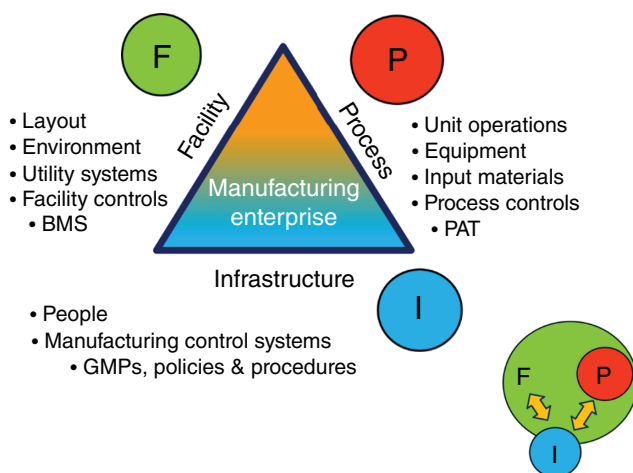 F
P
Facility
Process
• Layout
• Environment
• Utility systems
• Facility controls
• BMS
• Unit operations
• Equipment
• Input materials
• Process controls
• PAT
Manufacturing
enterprise
Infrastructure
I
• People
• Manufacturing control systems
• GMPs, policies & procedures
F
P
I